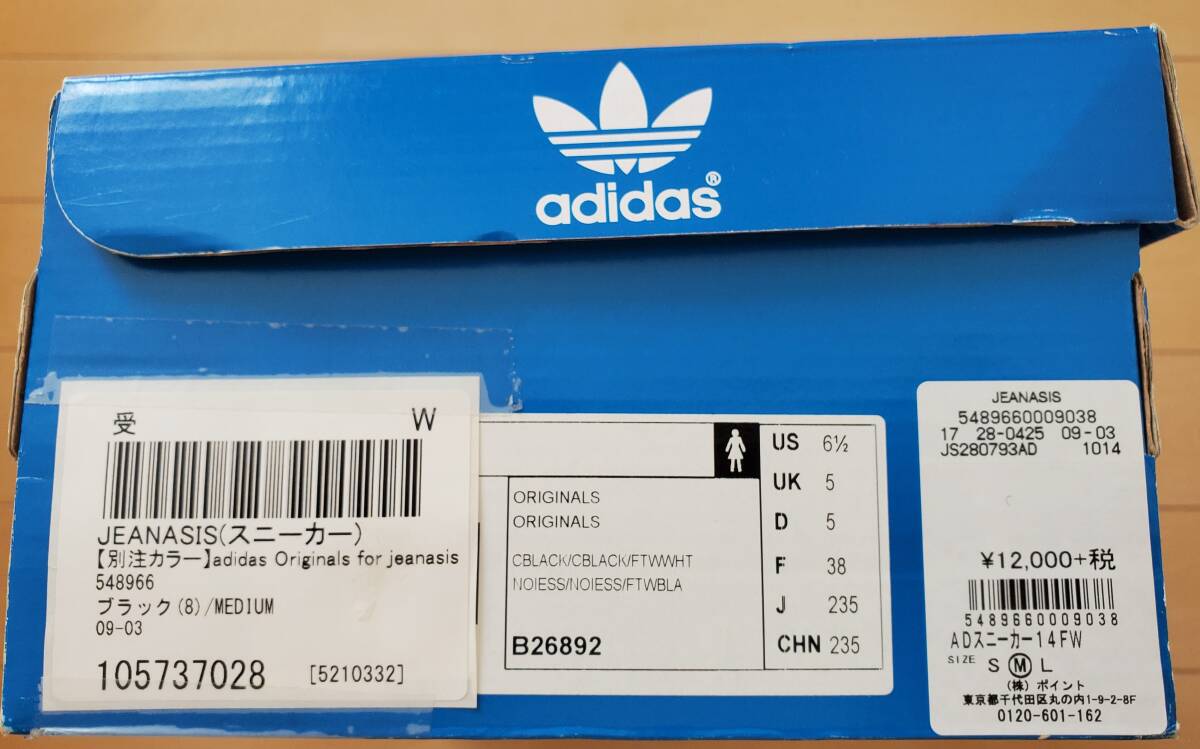 adidas®
受 W
JEANASIS(スニーカー)
【別注カラー】adidas Originals for jeanasis
548966
ブラック(8)/MEDIUM
09-03
105737028 [5210332]
ORIGINALS
ORIGINALS
CBLACK/CBLACK/FTWWHT
NOIESS/NOIESS/FTWBLA
B26892
US 6½
UK 5
D 5
F 38
J 235
CHN 235
JEANASIS
5489660009038
17 28-0425 09-03
JS280793AD 1014
¥12,000+税
5489660009038
ADスニーカー14FW
SIZE S M L
(株)ポイント
東京都千代田区丸の内1-9-2-8F
0120-601-162